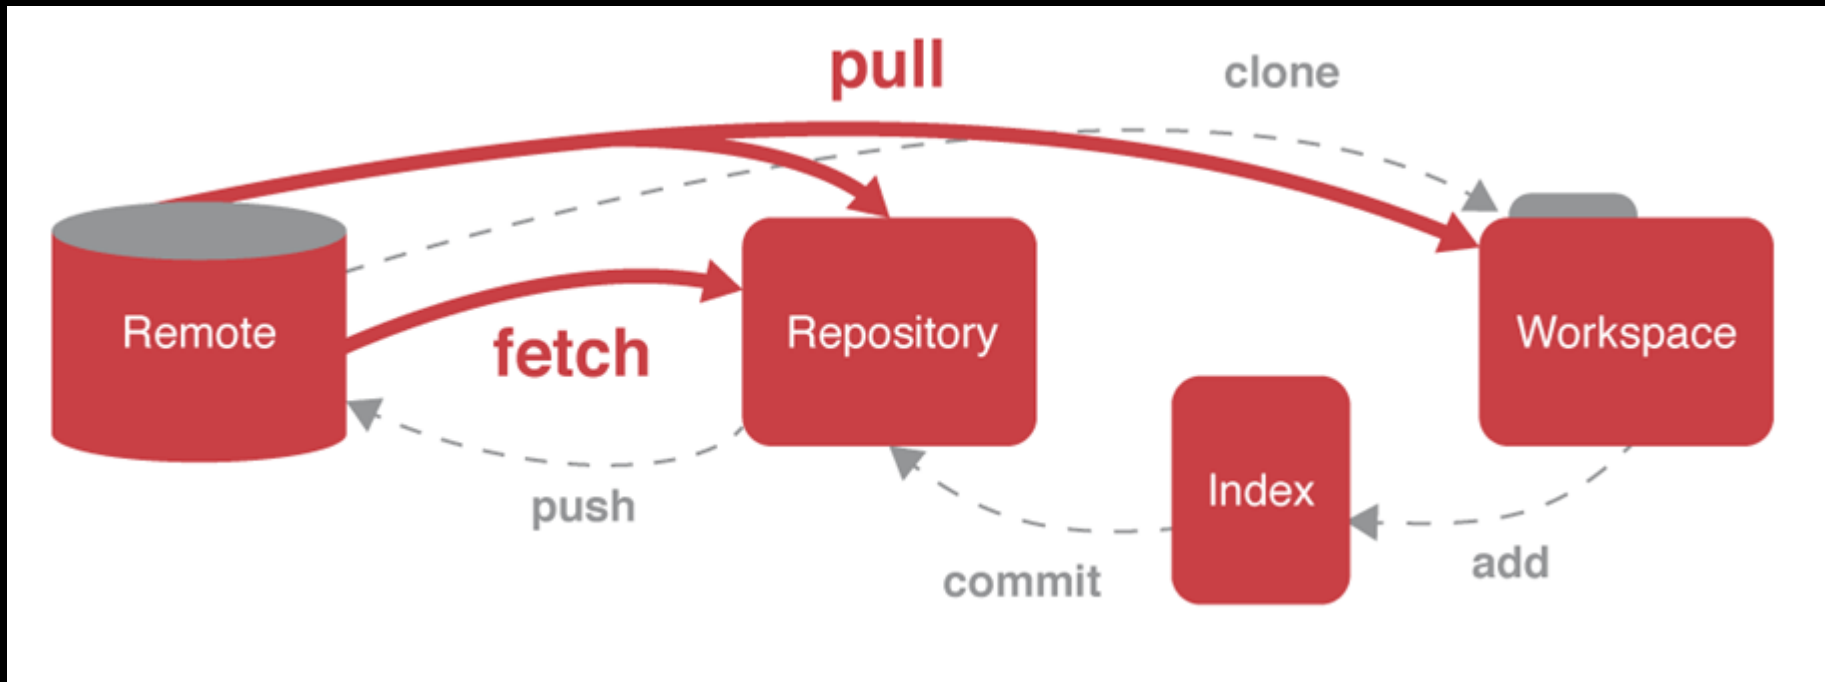 pull
clone
Remote
fetch
Repository
Workspace
push
Index
commit
add